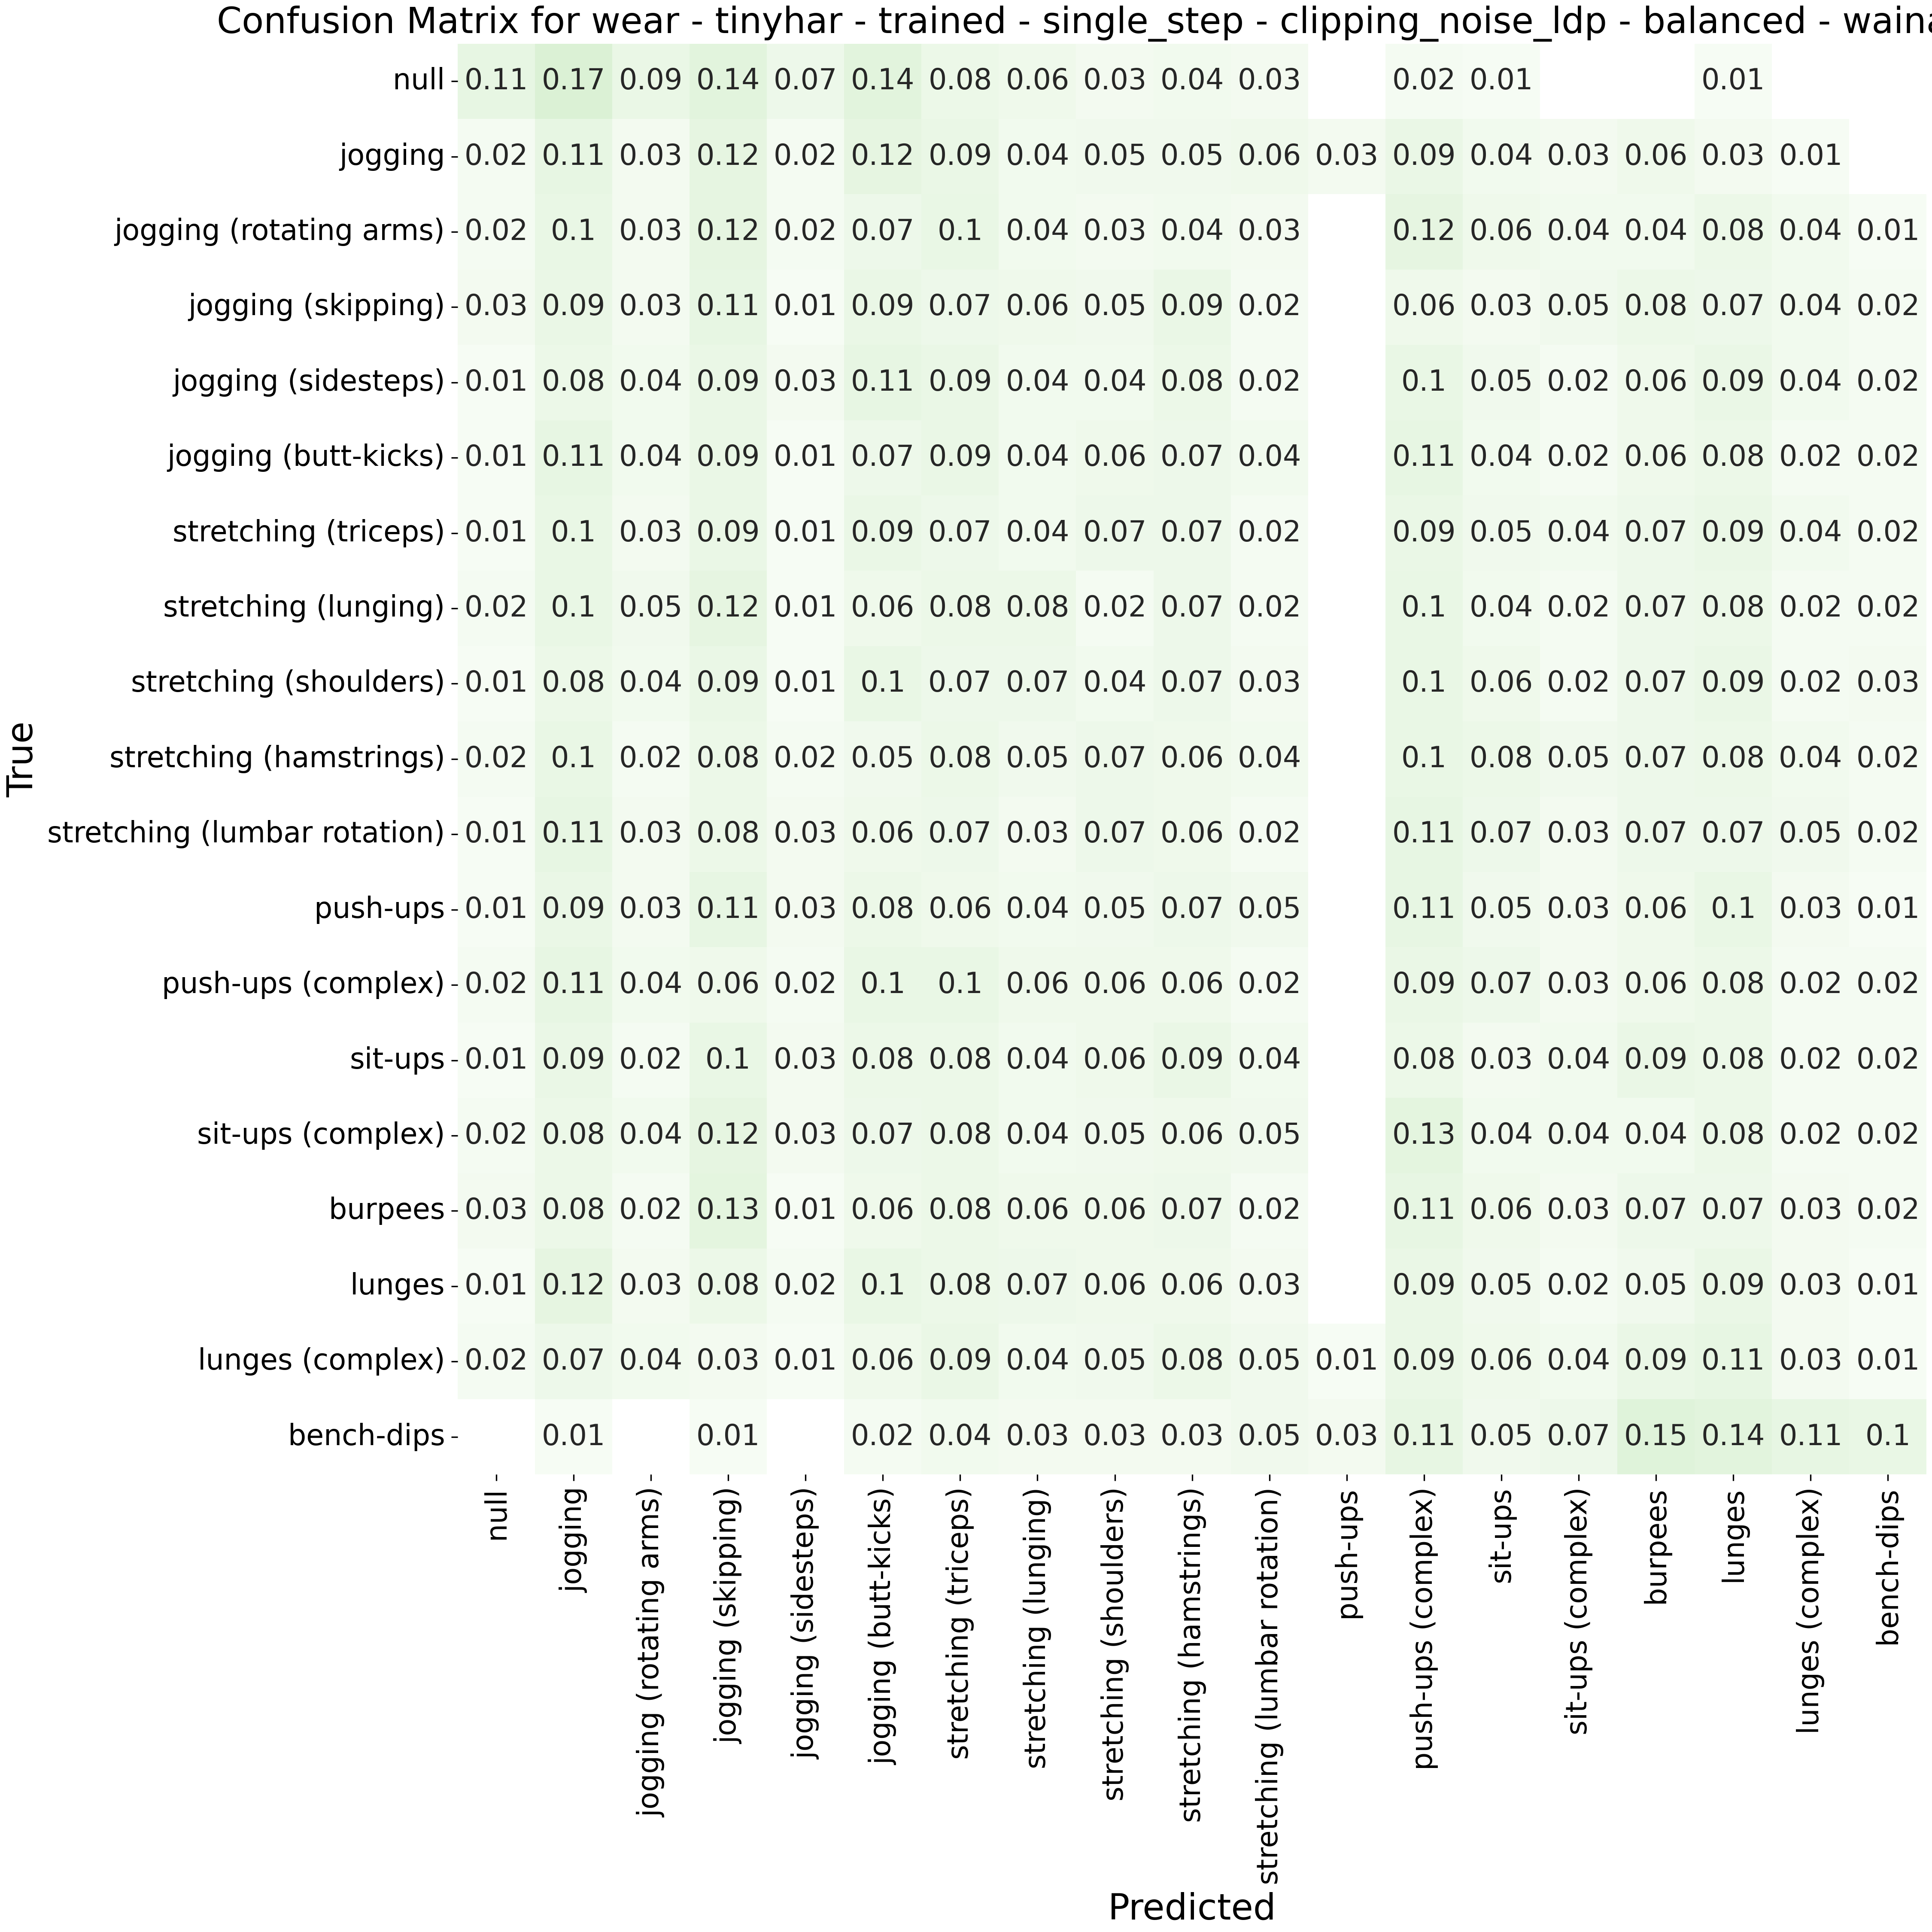 Confusion Matrix for wear - tinyhar - trained - single_step - clipping_noise_ldp - balanced -
null 0.11 0.17 0.09 0.14 0.07 0.14 0.08 0.06 0.03 0.04 0.03 0.02 0.01 0.01
jogging 0.02 0.11 0.03 0.12 0.02 0.12 0.09 0.04 0.05 0.05 0.06 0.03 0.09 0.04 0.03 0.06 0.03 0.01
jogging (rotating arms) 0.02 0.1 0.03 0.12 0.02 0.07 0.1 0.04 0.03 0.04 0.03 0.12 0.06 0.04 0.04 0.08 0.04 0.01
jogging (skipping) 0.03 0.09 0.03 0.11 0.01 0.09 0.07 0.06 0.05 0.09 0.02 0.06 0.03 0.05 0.08 0.07 0.04 0.02
jogging (sidesteps) 0.01 0.08 0.04 0.09 0.03 0.11 0.09 0.04 0.04 0.08 0.02 0.1 0.05 0.02 0.06 0.09 0.04 0.02
jogging (butt-kicks) 0.01 0.11 0.04 0.09 0.01 0.07 0.09 0.04 0.06 0.07 0.04 0.11 0.04 0.02 0.06 0.08 0.02 0.02
stretching (triceps) 0.01 0.1 0.03 0.09 0.01 0.09 0.07 0.04 0.07 0.07 0.02 0.09 0.05 0.04 0.07 0.09 0.04 0.02
stretching (lunging) 0.02 0.1 0.05 0.12 0.01 0.06 0.08 0.08 0.02 0.07 0.02 0.1 0.04 0.02 0.07 0.08 0.02 0.02
stretching (shoulders) 0.01 0.08 0.04 0.09 0.01 0.1 0.07 0.07 0.04 0.07 0.03 0.1 0.06 0.02 0.07 0.09 0.02 0.03
stretching (hamstrings) 0.02 0.1 0.02 0.08 0.02 0.05 0.08 0.05 0.07 0.06 0.04 0.1 0.08 0.05 0.07 0.08 0.04 0.02
stretching (lumbar rotation) 0.01 0.11 0.03 0.08 0.03 0.06 0.07 0.03 0.07 0.06 0.02 0.11 0.07 0.03 0.07 0.07 0.05 0.02
push-ups 0.01 0.09 0.03 0.11 0.03 0.08 0.06 0.04 0.05 0.07 0.05 0.11 0.05 0.03 0.06 0.1 0.03 0.01
push-ups (complex) 0.02 0.11 0.04 0.06 0.02 0.1 0.1 0.06 0.06 0.06 0.02 0.09 0.07 0.03 0.06 0.08 0.02 0.02
sit-ups 0.01 0.09 0.02 0.1 0.03 0.08 0.08 0.04 0.06 0.09 0.04 0.08 0.03 0.04 0.09 0.08 0.02 0.02
sit-ups (complex) 0.02 0.08 0.04 0.12 0.03 0.07 0.08 0.04 0.05 0.06 0.05 0.13 0.04 0.04 0.04 0.08 0.02 0.02
burpees 0.03 0.08 0.02 0.13 0.01 0.06 0.08 0.06 0.06 0.07 0.02 0.11 0.06 0.03 0.07 0.07 0.03 0.02
lunges 0.01 0.12 0.03 0.08 0.02 0.1 0.08 0.07 0.06 0.06 0.03 0.09 0.05 0.02 0.05 0.09 0.03 0.01
lunges (complex) 0.02 0.07 0.04 0.03 0.01 0.06 0.09 0.04 0.05 0.08 0.05 0.01 0.09 0.06 0.04 0.09 0.11 0.03 0.01
bench-dips 0.01 0.01 0.02 0.04 0.03 0.03 0.03 0.05 0.03 0.11 0.05 0.07 0.15 0.14 0.11 0.1
True
null
jogging
jogging (rotating arms)
jogging (skipping)
jogging (sidesteps)
jogging (butt-kicks)
stretching (triceps)
stretching (lunging)
stretching (shoulders)
stretching (hamstrings)
stretching (lumbar rotation)
push-ups
push-ups (complex)
sit-ups
sit-ups (complex)
burpees
lunges
lunges (complex)
bench-dips
Predicted